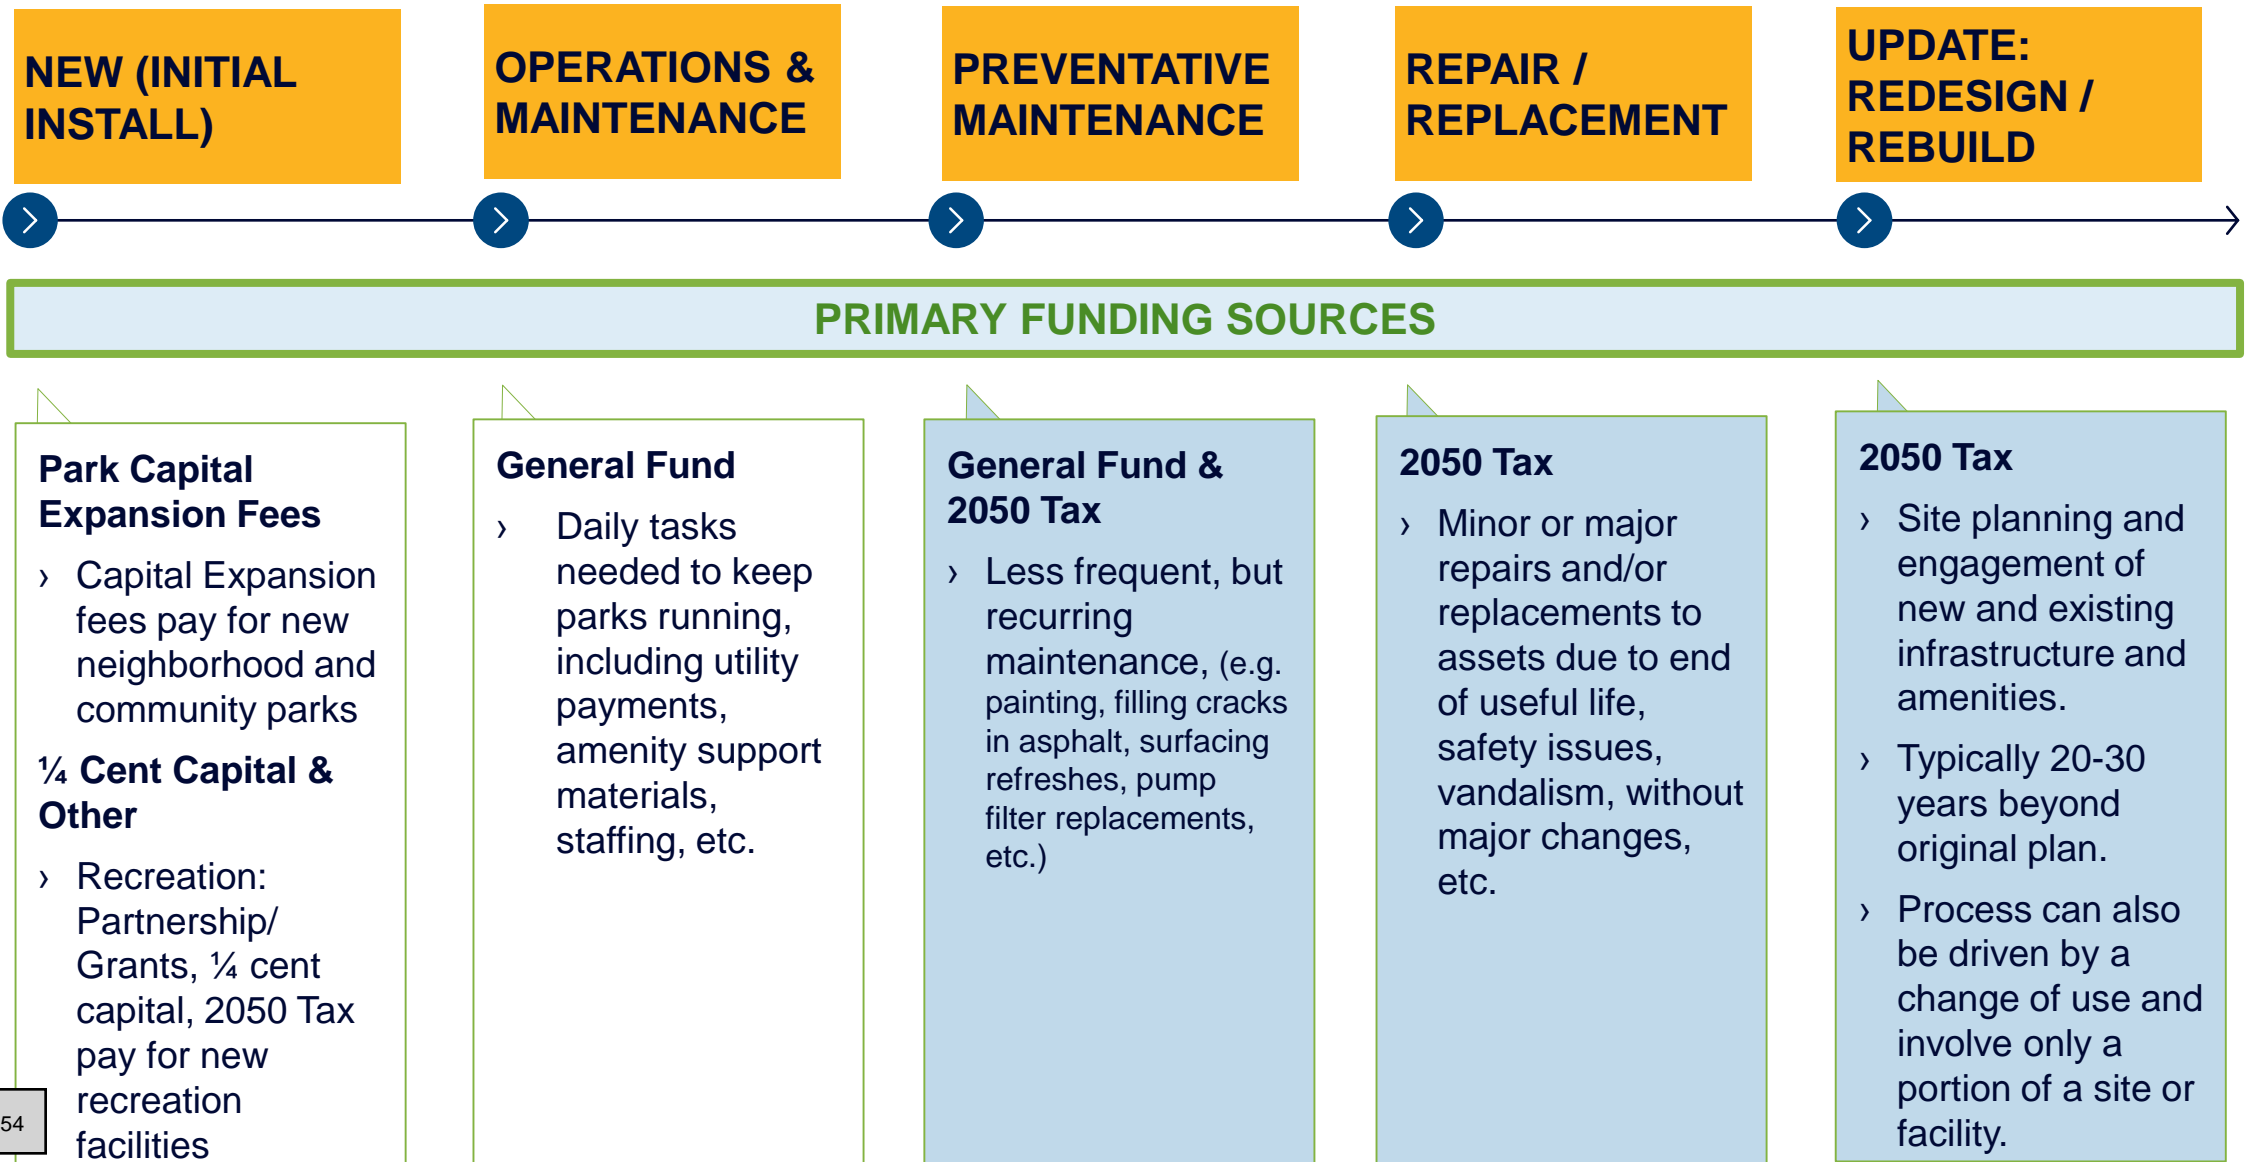 NEW (INITIAL
INSTALL)
OPERATIONS &
MAINTENANCE
PREVENTATIVE
MAINTENANCE
REPAIR /
REPLACEMENT
UPDATE:
REDESIGN /
REBUILD
PRIMARY FUNDING SOURCES
Park Capital
Expansion Fees
› Capital Expansion
fees pay for new
neighborhood and
community parks
¼ Cent Capital &
Other
› Recreation:
Partnership/
Grants, ¼ cent
capital, 2050 Tax
pay for new
recreation
facilities
General Fund
› Daily tasks
needed to keep
parks running,
including utility
payments,
amenity support
materials,
staffing, etc.
General Fund &
2050 Tax
› Less frequent, but
recurring
maintenance, (e.g.
painting, filling cracks
in asphalt, surfacing
refreshes, pump
filter replacements,
etc.)
2050 Tax
› Minor or major
repairs and/or
replacements to
assets due to end
of useful life,
safety issues,
vandalism, without
major changes,
etc.
2050 Tax
› Site planning and
engagement of
new and existing
infrastructure and
amenities.
› Typically 20-30
years beyond
original plan.
› Process can also
be driven by a
change of use and
involve only a
portion of a site or
facility.
54